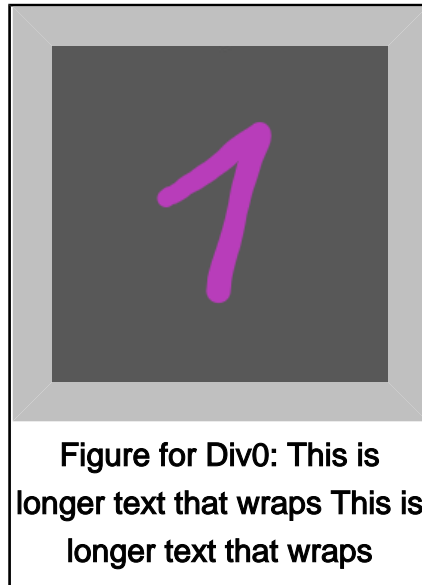 1
Figure for Div0: This is
longer text that wraps This is
longer text that wraps